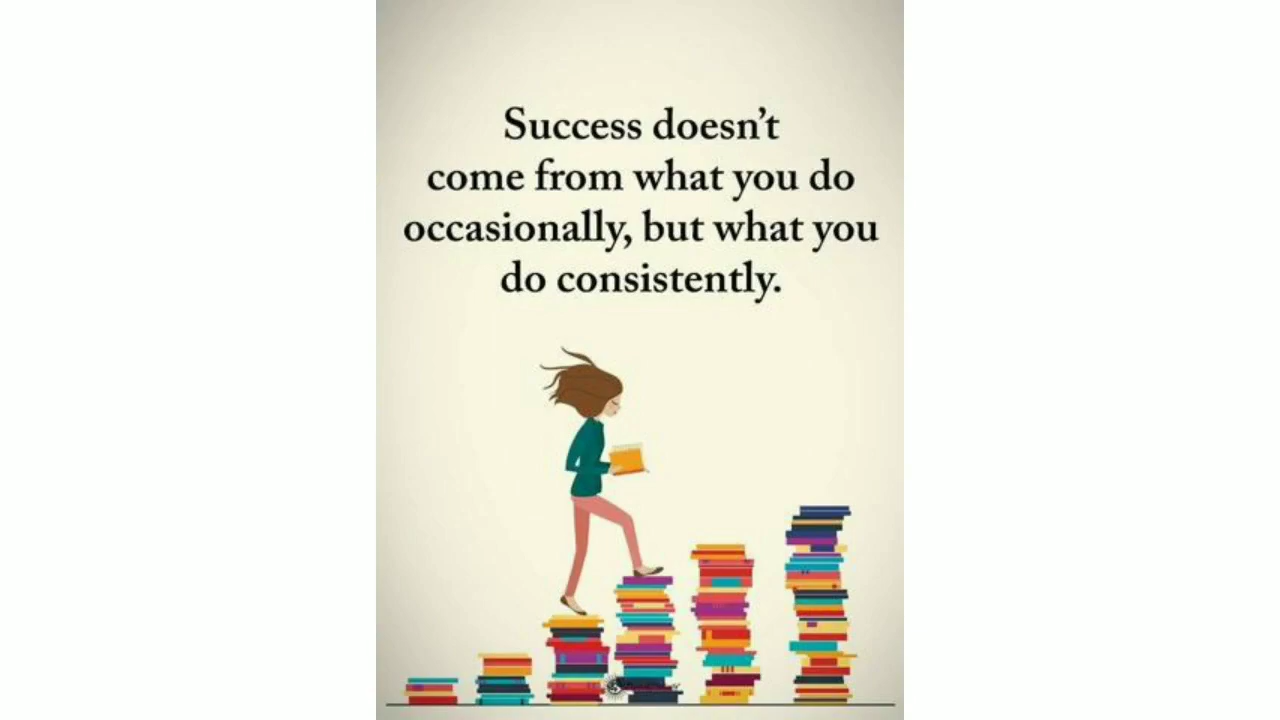 Success doesn’t
come from what you do
occasionally, but what you
do consistently.